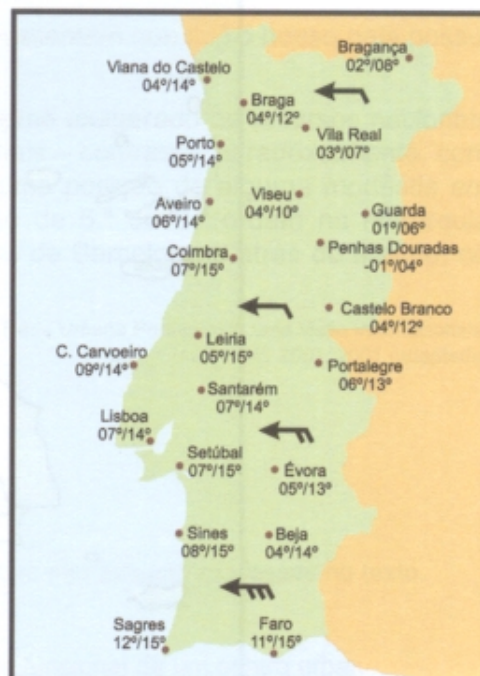 Bragança
02º/08º
Viana do Castelo
04º/14º
Braga
04º/12º
Vila Real
03º/07º
Porto
05º/14º
Viseu
04º/10º
Aveiro
06º/14º
Guarda
01º/06º
Penhas Douradas
-01º/04º
Coimbra
07º/15º
Castelo Branco
04º/12º
Leiria
05º/15º
C. Carvoeiro
09º/14º
Portalegre
06º/13º
Santarém
07º/14º
Lisboa
07º/14º
Setúbal
07º/15º
Évora
05º/13º
Sines
08º/15º
Beja
04º/14º
Sagres
12º/15º
Faro
11º/15º